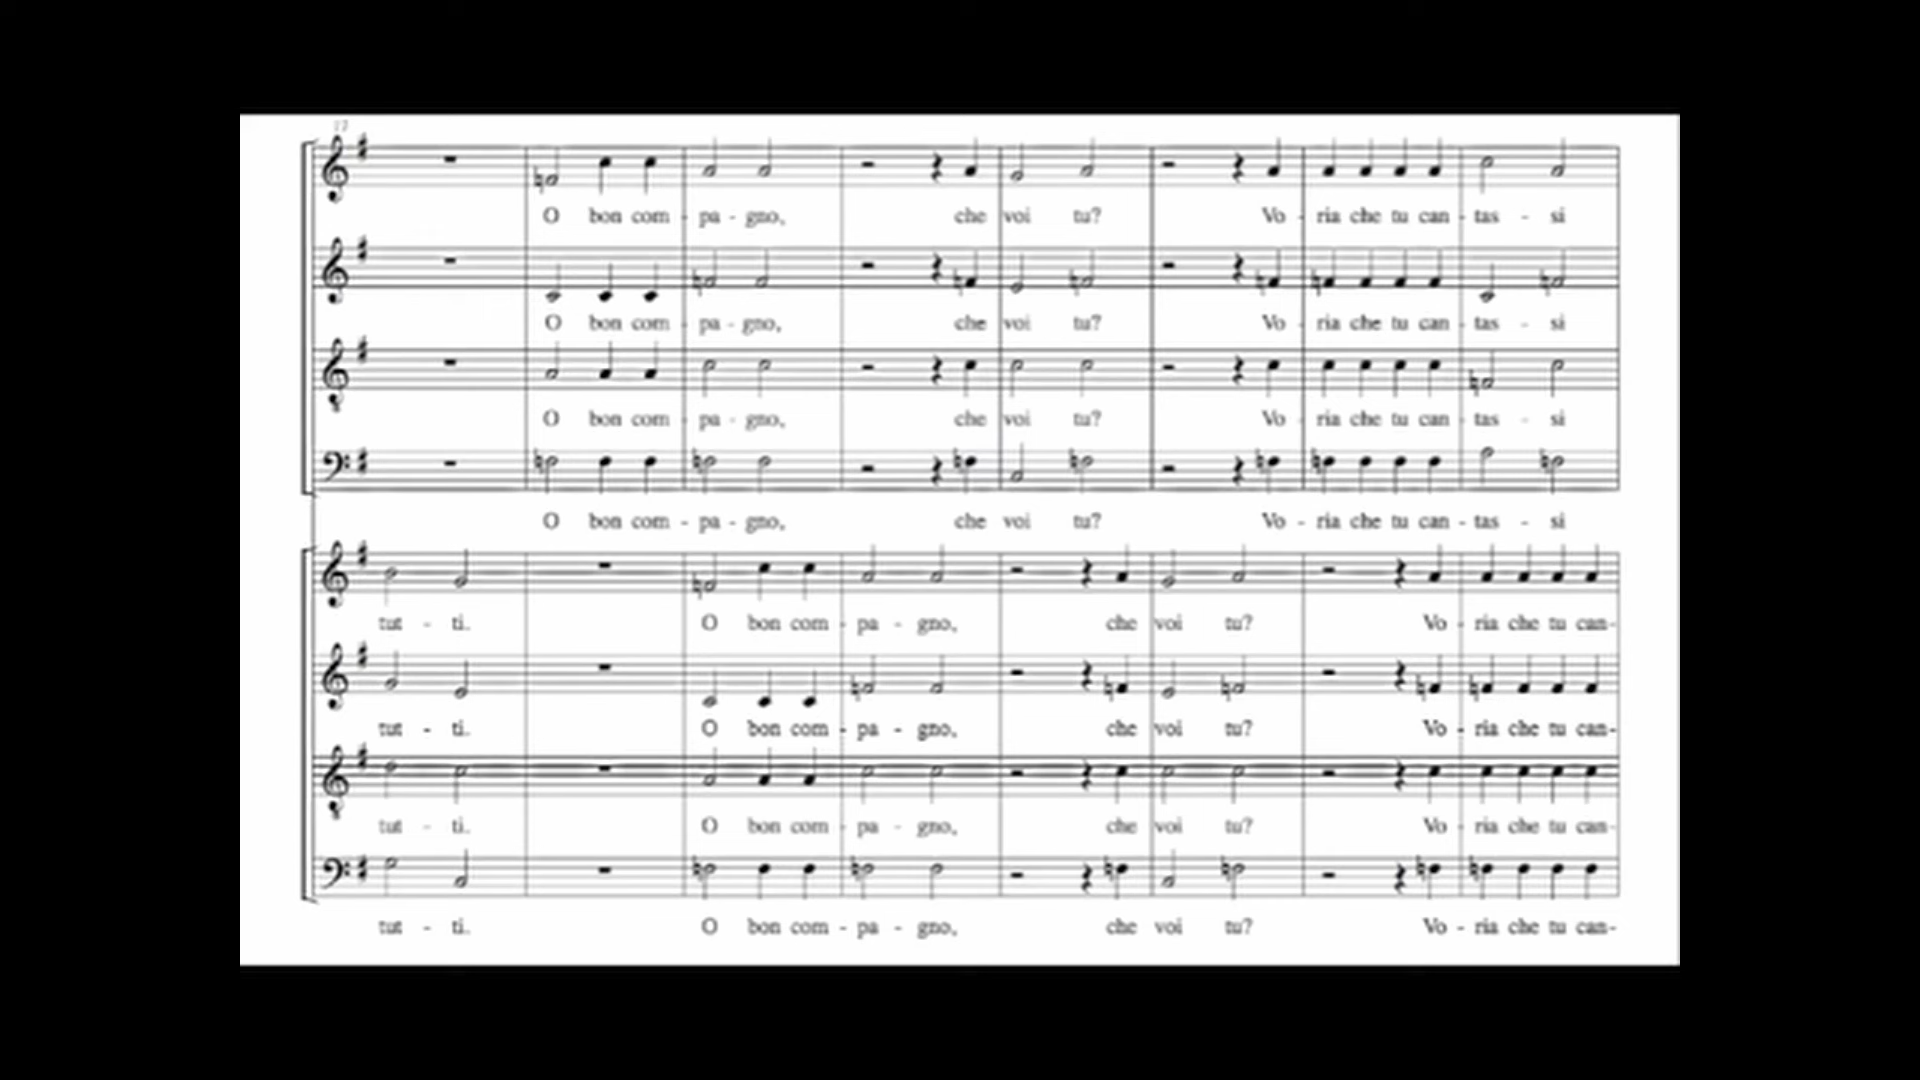 17
O bon com - pa - gno, che voi tu? Vo - ria che tu can - tas - si
O bon com - pa - gno, che voi tu? Vo - ria che tu can - tas - si
O bon com - pa - gno, che voi tu? Vo - ria che tu can - tas - si
O bon com - pa - gno, che voi tu? Vo - ria che tu can - tas - si
tut - ti. O bon com - pa - gno, che voi tu? Vo - ria che tu can-
tut - ti. O bon com - pa - gno, che voi tu? Vo - ria che tu can-
tut - ti. O bon com - pa - gno, che voi tu? Vo - ria che tu can-
tut - ti. O bon com - pa - gno, che voi tu? Vo - ria che tu can-